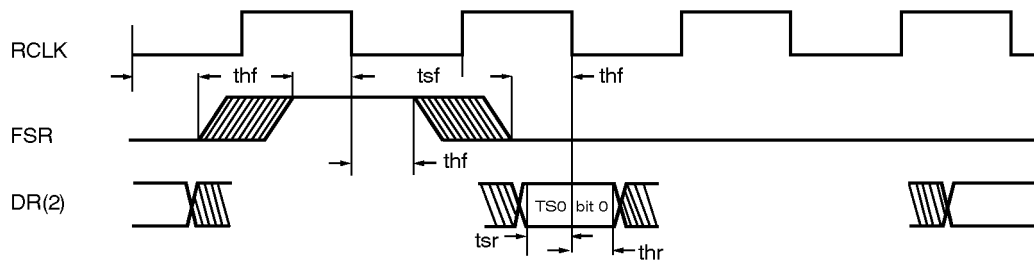 RCLK
thf
tsf
thf
FSR
thf
DR(2)
TS0 bit 0
tsr
thr